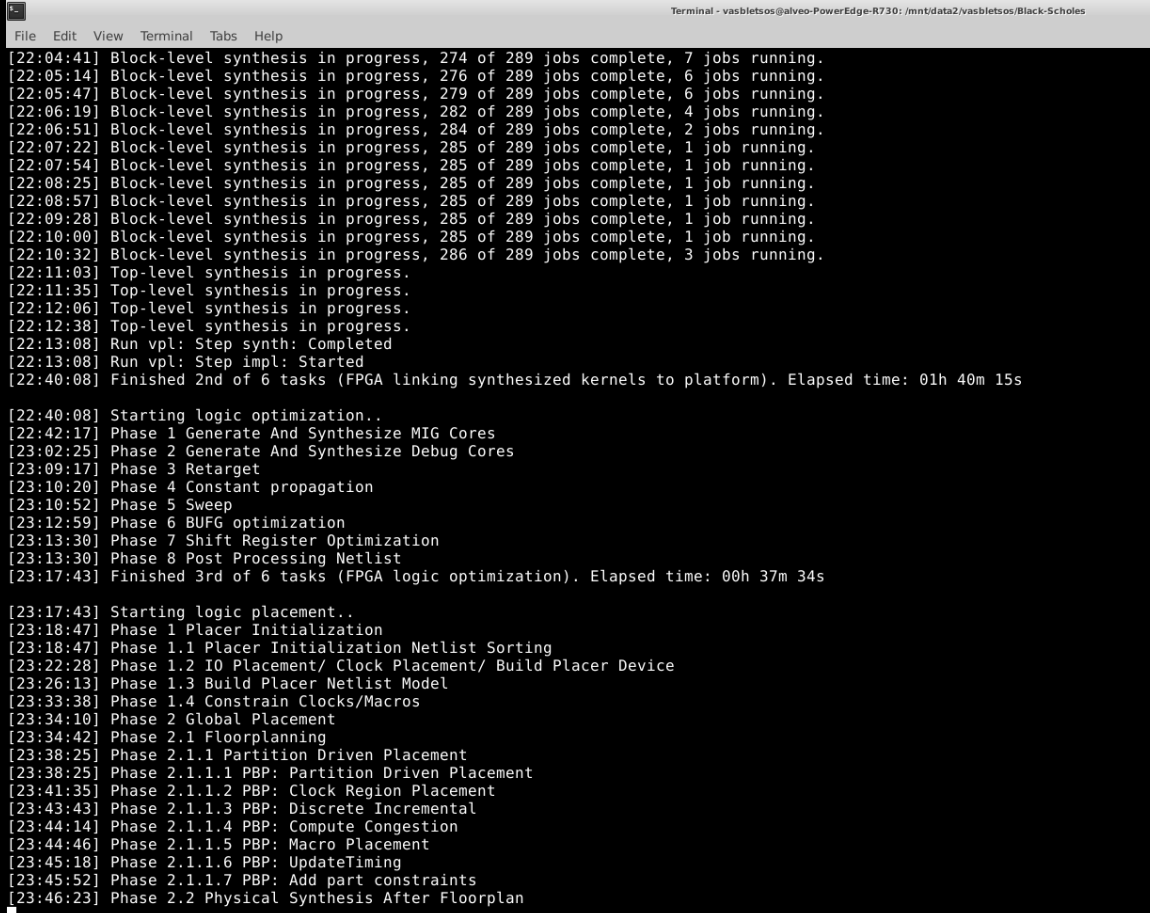 Terminal - vasbletsos@alveo-PowerEdge-R730: /mnt/data2/vasbletsos/Black-Scholes
File Edit View Terminal Tabs Help
[22:04:41] Block-level synthesis in progress, 274 of 289 jobs complete, 7 jobs running.
[22:05:14] Block-level synthesis in progress, 276 of 289 jobs complete, 6 jobs running.
[22:05:47] Block-level synthesis in progress, 279 of 289 jobs complete, 6 jobs running.
[22:06:19] Block-level synthesis in progress, 282 of 289 jobs complete, 4 jobs running.
[22:06:51] Block-level synthesis in progress, 284 of 289 jobs complete, 2 jobs running.
[22:07:22] Block-level synthesis in progress, 285 of 289 jobs complete, 1 job running.
[22:07:54] Block-level synthesis in progress, 285 of 289 jobs complete, 1 job running.
[22:08:25] Block-level synthesis in progress, 285 of 289 jobs complete, 1 job running.
[22:08:57] Block-level synthesis in progress, 285 of 289 jobs complete, 1 job running.
[22:09:28] Block-level synthesis in progress, 285 of 289 jobs complete, 1 job running.
[22:10:00] Block-level synthesis in progress, 285 of 289 jobs complete, 1 job running.
[22:10:32] Block-level synthesis in progress, 286 of 289 jobs complete, 3 jobs running.
[22:11:03] Top-level synthesis in progress.
[22:11:35] Top-level synthesis in progress.
[22:12:06] Top-level synthesis in progress.
[22:12:38] Top-level synthesis in progress.
[22:13:08] Run vpl: Step synth: Completed
[22:13:08] Run vpl: Step impl: Started
[22:40:08] Finished 2nd of 6 tasks (FPGA linking synthesized kernels to platform). Elapsed time: 01h 40m 15s
[22:40:08] Starting logic optimization..
[22:42:17] Phase 1 Generate And Synthesize MIG Cores
[23:02:25] Phase 2 Generate And Synthesize Debug Cores
[23:09:17] Phase 3 Retarget
[23:10:20] Phase 4 Constant propagation
[23:10:52] Phase 5 Sweep
[23:12:59] Phase 6 BUFG optimization
[23:13:30] Phase 7 Shift Register Optimization
[23:13:30] Phase 8 Post Processing Netlist
[23:17:43] Finished 3rd of 6 tasks (FPGA logic optimization). Elapsed time: 00h 37m 34s
[23:17:43] Starting logic placement..
[23:18:47] Phase 1 Placer Initialization
[23:18:47] Phase 1.1 Placer Initialization Netlist Sorting
[23:22:28] Phase 1.2 IO Placement/ Clock Placement/ Build Placer Device
[23:26:13] Phase 1.3 Build Placer Netlist Model
[23:33:38] Phase 1.4 Constrain Clocks/Macros
[23:34:10] Phase 2 Global Placement
[23:34:42] Phase 2.1 Floorplanning
[23:38:25] Phase 2.1.1 Partition Driven Placement
[23:38:25] Phase 2.1.1.1 PBP: Partition Driven Placement
[23:41:35] Phase 2.1.1.2 PBP: Clock Region Placement
[23:43:43] Phase 2.1.1.3 PBP: Discrete Incremental
[23:44:14] Phase 2.1.1.4 PBP: Compute Congestion
[23:44:46] Phase 2.1.1.5 PBP: Macro Placement
[23:45:18] Phase 2.1.1.6 PBP: UpdateTiming
[23:45:52] Phase 2.1.1.7 PBP: Add part constraints
[23:46:23] Phase 2.2 Physical Synthesis After Floorplan